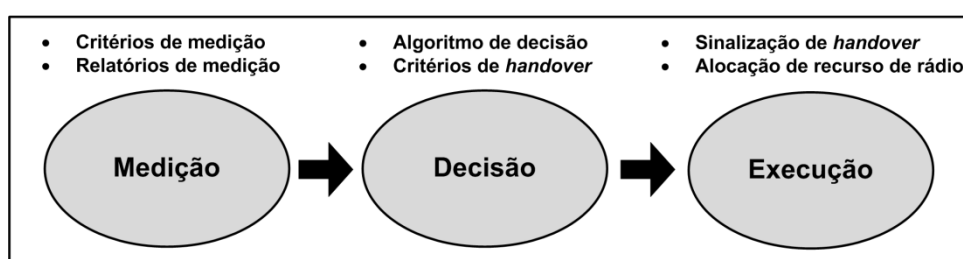 • Critérios de medição
• Relatórios de medição
• Algoritmo de decisão
• Critérios de handover
• Sinalização de handover
• Alocação de recurso de rádio
Medição
Decisão
Execução